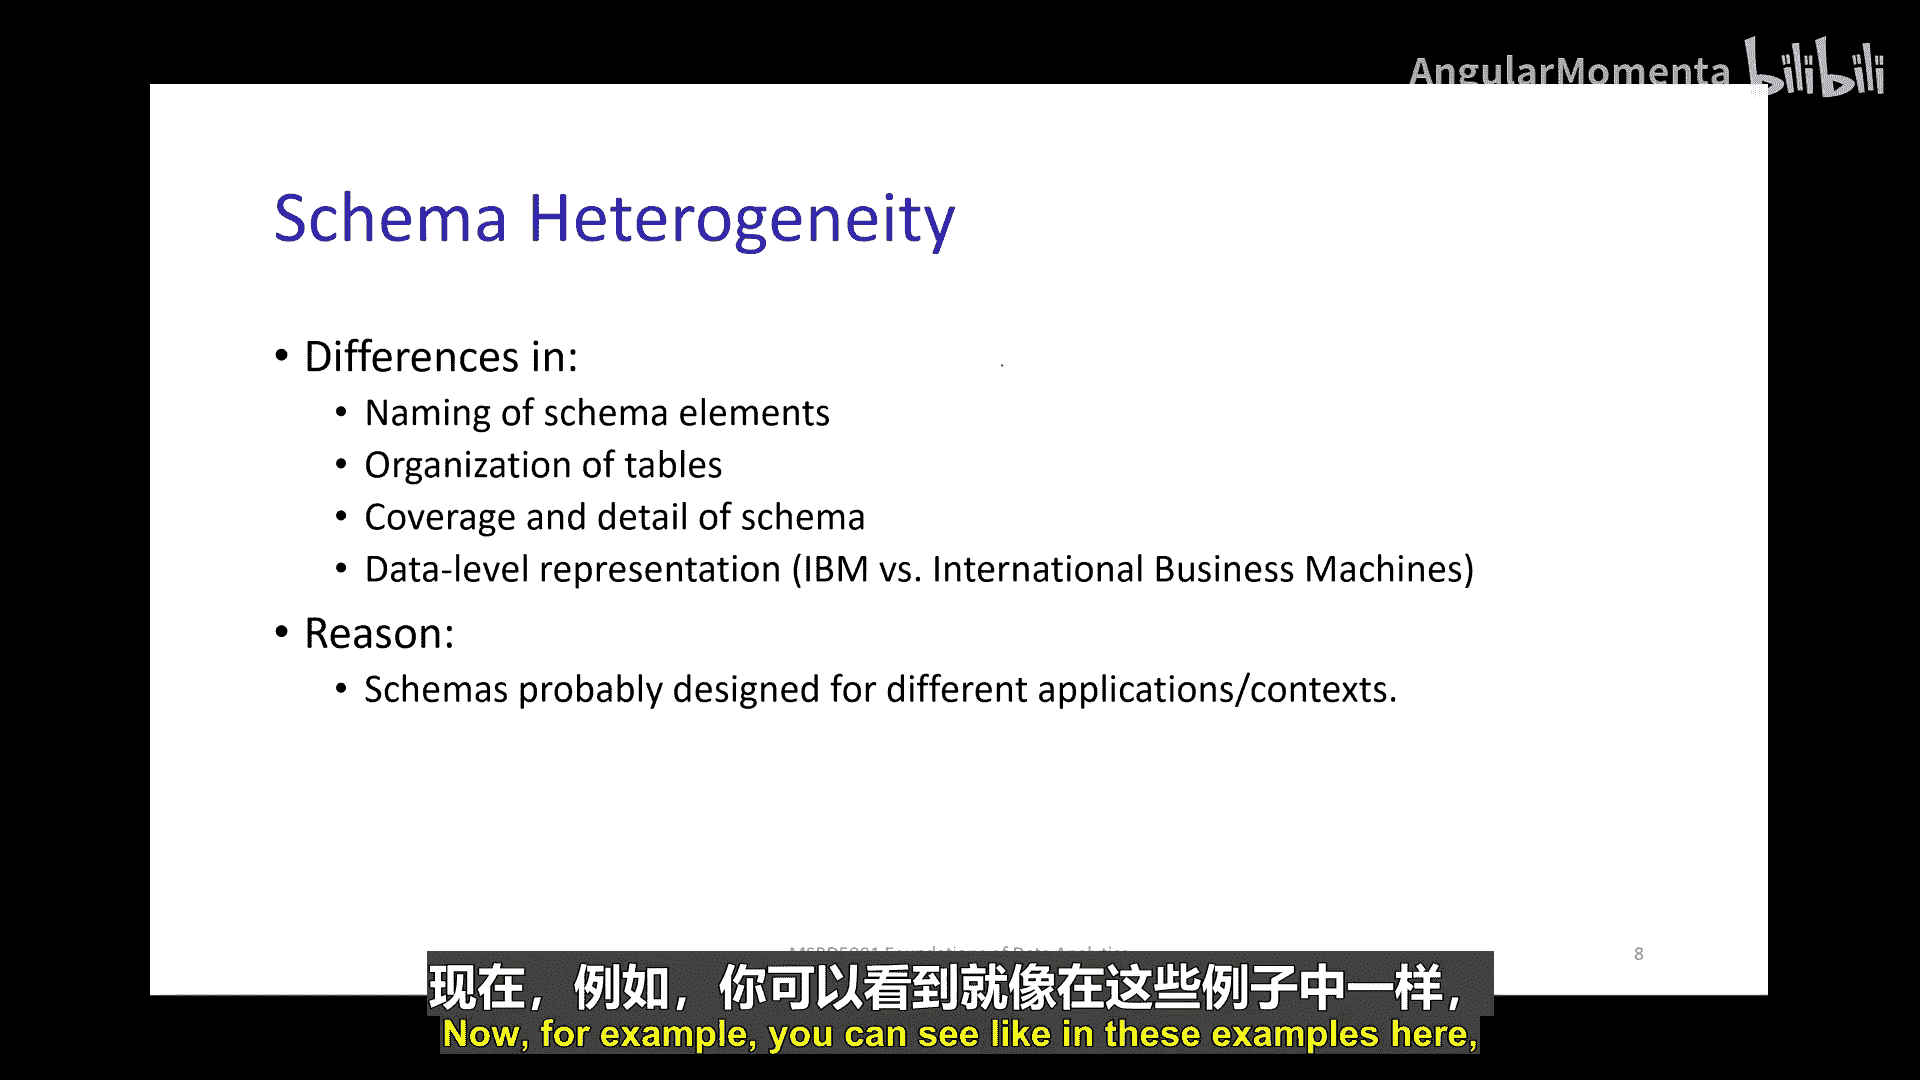 AngularMomenta bilibili
Schema Heterogeneity
• Differences in:
• Naming of schema elements
• Organization of tables
• Coverage and detail of schema
• Data-level representation (IBM vs. International Business Machines)
• Reason:
• Schemas probably designed for different applications/contexts.
8
现在，例如，你可以看到就像在这些例子中一样，
Now, for example, you can see like in these examples here,